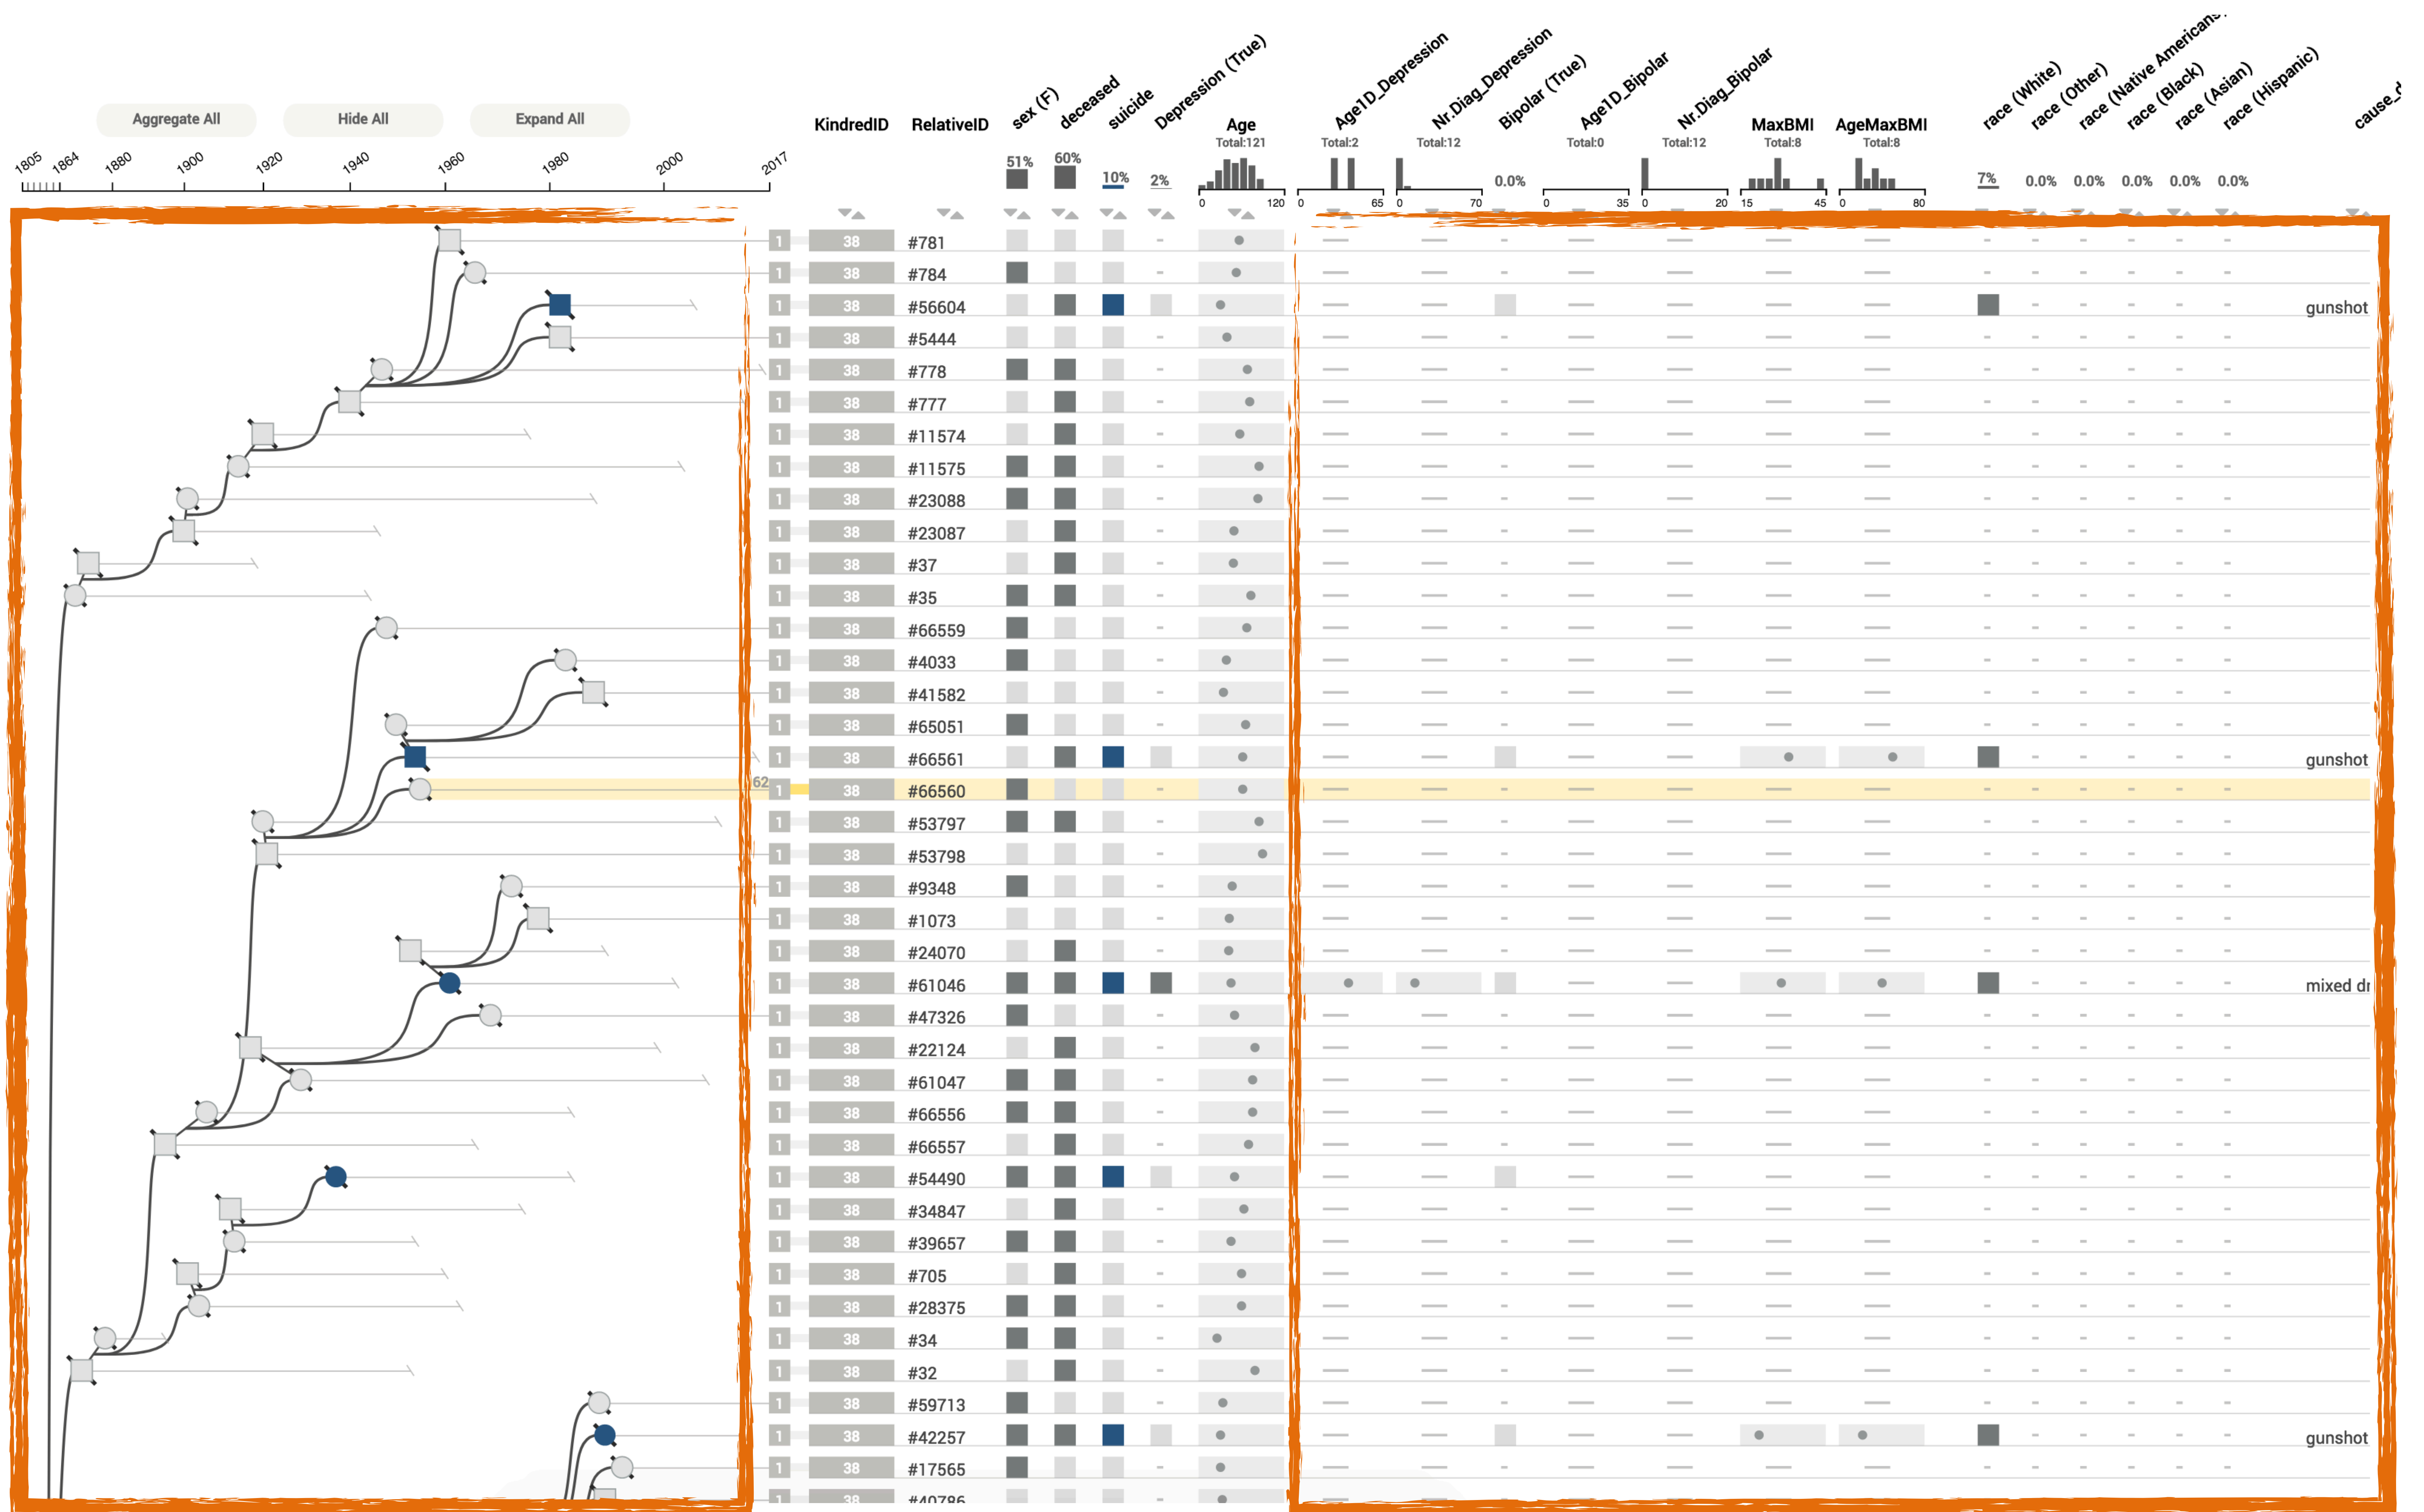 Aggregate All Hide All Expand All
1805 1864 1880 1900 1920 1940 1960 1980 2000 2017
KindredID RelativeID sex (F) deceased suicide Depression (True) Age Age1D_Depression Nr.Diag_Depression Bipolar (True) Age1D_Bipolar Nr.Diag_Bipolar MaxBMI AgeMaxBMI race (White) race (Other) race (Native Americans, race (Black) race (Asian) race (Hispanic)
Total:121 Total:2 Total:12 Total:0 Total:12 Total:8 Total:8
51% 60% 10% 2% 0.0% 7% 0.0% 0.0% 0.0% 0.0% 0.0%
0 120 0 65 0 70 0 35 0 20 15 45 0 80
1 38 #781
1 38 #784
1 38 #56604 gunshot
1 38 #5444
1 38 #778
1 38 #777
1 38 #11574
1 38 #11575
1 38 #23088
1 38 #23087
1 38 #37
1 38 #35
1 38 #66559
1 38 #4033
1 38 #41582
1 38 #65051
1 38 #66561 gunshot
62 1 38 #66560
1 38 #53797
1 38 #53798
1 38 #9348
1 38 #1073
1 38 #24070
1 38 #61046 mixed
1 38 #47326
1 38 #22124
1 38 #61047
1 38 #66556
1 38 #66557
1 38 #54490
1 38 #34847
1 38 #39657
1 38 #705
1 38 #28375
1 38 #34
1 38 #32
1 38 #59713
1 38 #42257 gunshot
1 38 #17565
1 38 #40786